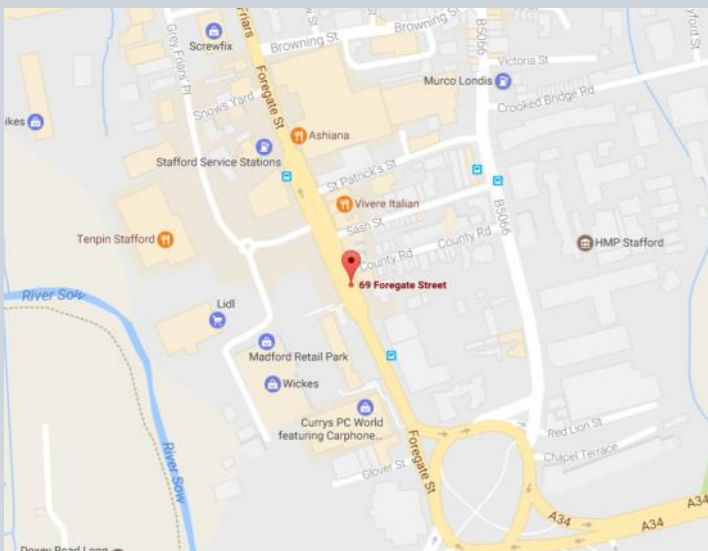 Screwfix
Grey Friars Pl
Friars
Foregate St
Browning St
Browning St
B5066
Victoria St
Murco Londis
Crooked Bridge Rd
Snows Yard
Ashiana
Stafford Service Stations
St Patrick's St
Vivere Italian
Sash St
County Rd
County Rd
B5066
HMP Stafford
Tenpin Stafford
69 Foregate Street
River Sow
Lidl
Madford Retail Park
Wickes
Currys PC World
featuring Carphone...
Foregate St
Glover St
Red Lion St
Chapel Terrace
River Sow
A34
A34
A34